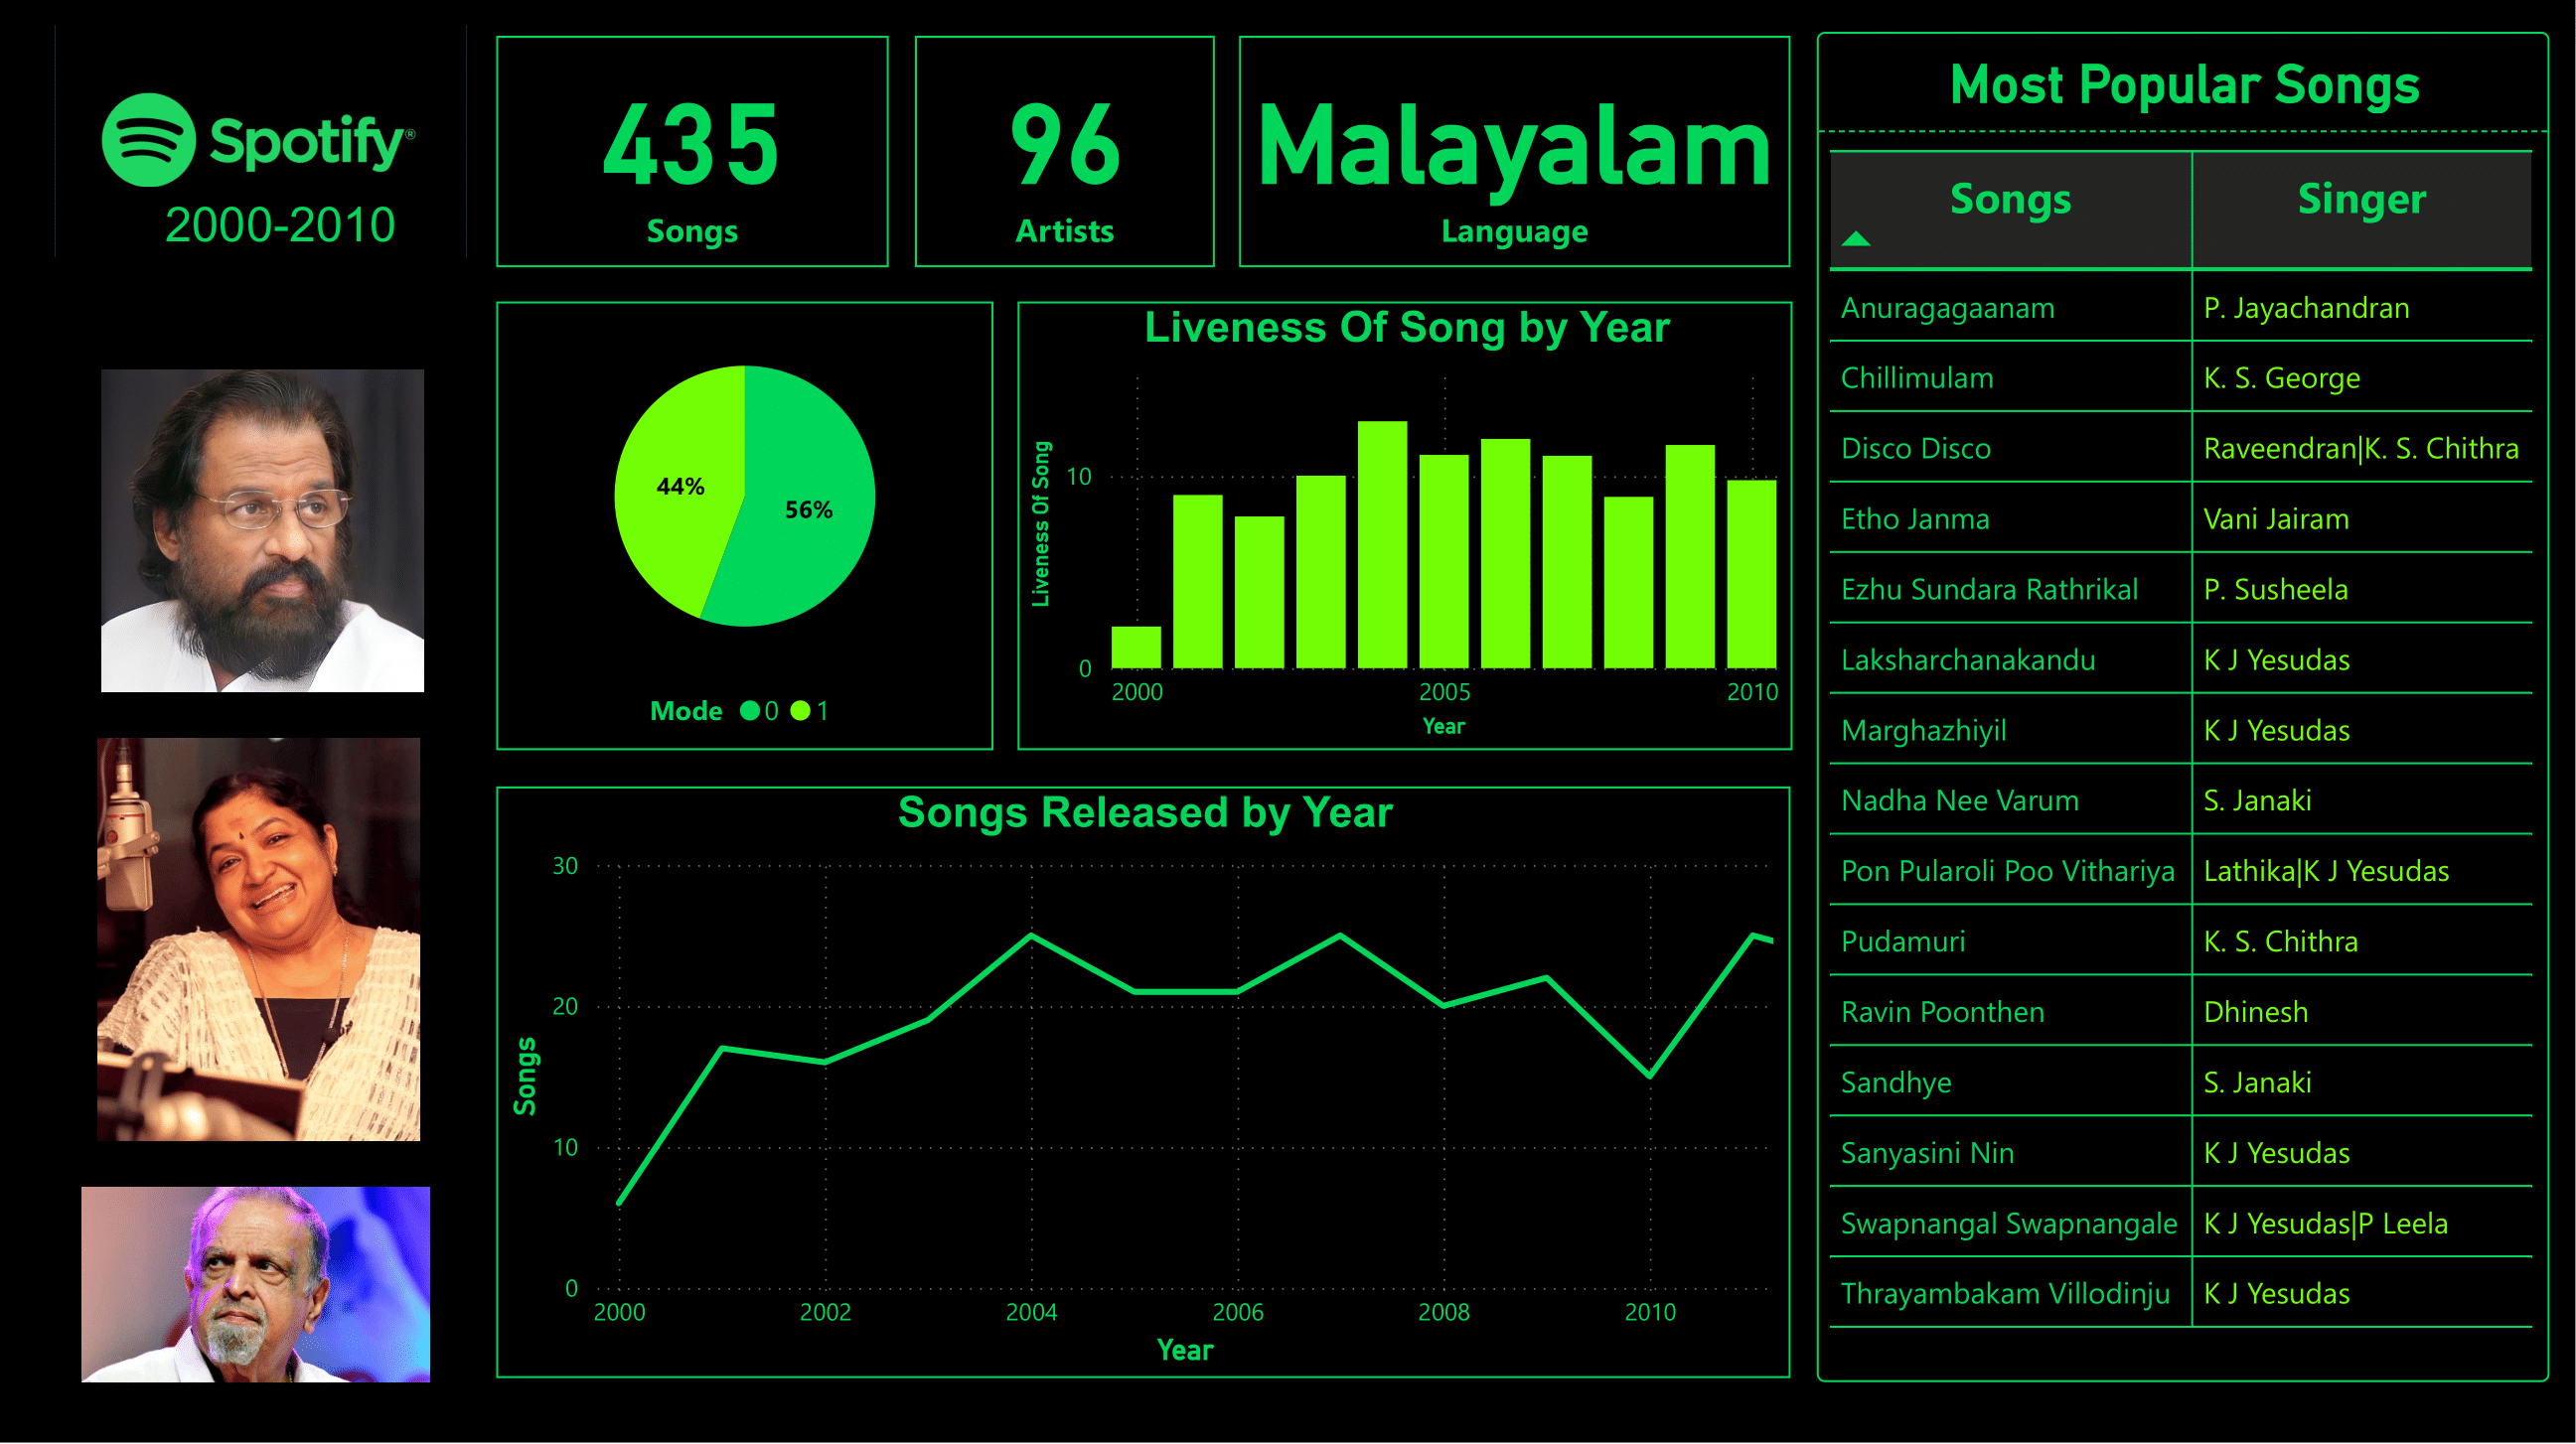 Spotify®
2000-2010
435
Songs
96
Artists
Malayalam
Language
44%
56%
Mode 0 1
Liveness Of Song by Year
Liveness Of Song
10
0
2000 2005 2010
Year
Songs Released by Year
Songs
30
20
10
0
2000 2002 2004 2006 2008 2010
Year
Most Popular Songs
Songs Singer
Anuragagaanam P. Jayachandran
Chillimulam K. S. George
Disco Disco Raveendran|K. S. Chithra
Etho Janma Vani Jairam
Ezhu Sundara Rathrikal P. Susheela
Laksharchanakandu K J Yesudas
Marghazhiyil K J Yesudas
Nadha Nee Varum S. Janaki
Pon Pularoli Poo Vithariya Lathika|K J Yesudas
Pudamuri K. S. Chithra
Ravin Poonthen Dhinesh
Sandhye S. Janaki
Sanyasini Nin K J Yesudas
Swapnangal Swapnangale K J Yesudas|P Leela
Thrayambakam Villodinju K J Yesudas